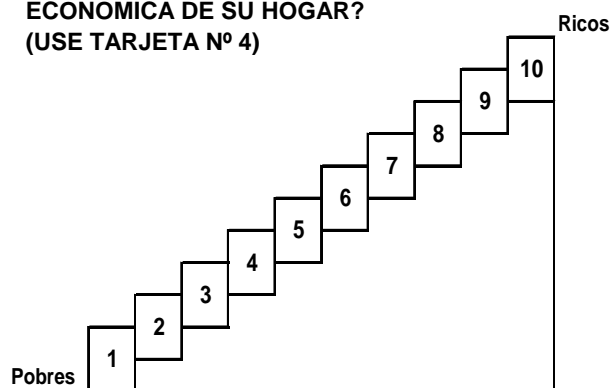 ECONOMICA DE SU HOGAR?
(USE TARJETA Nº 4)
Ricos
10
9
8
7
6
5
4
3
2
1
Pobres